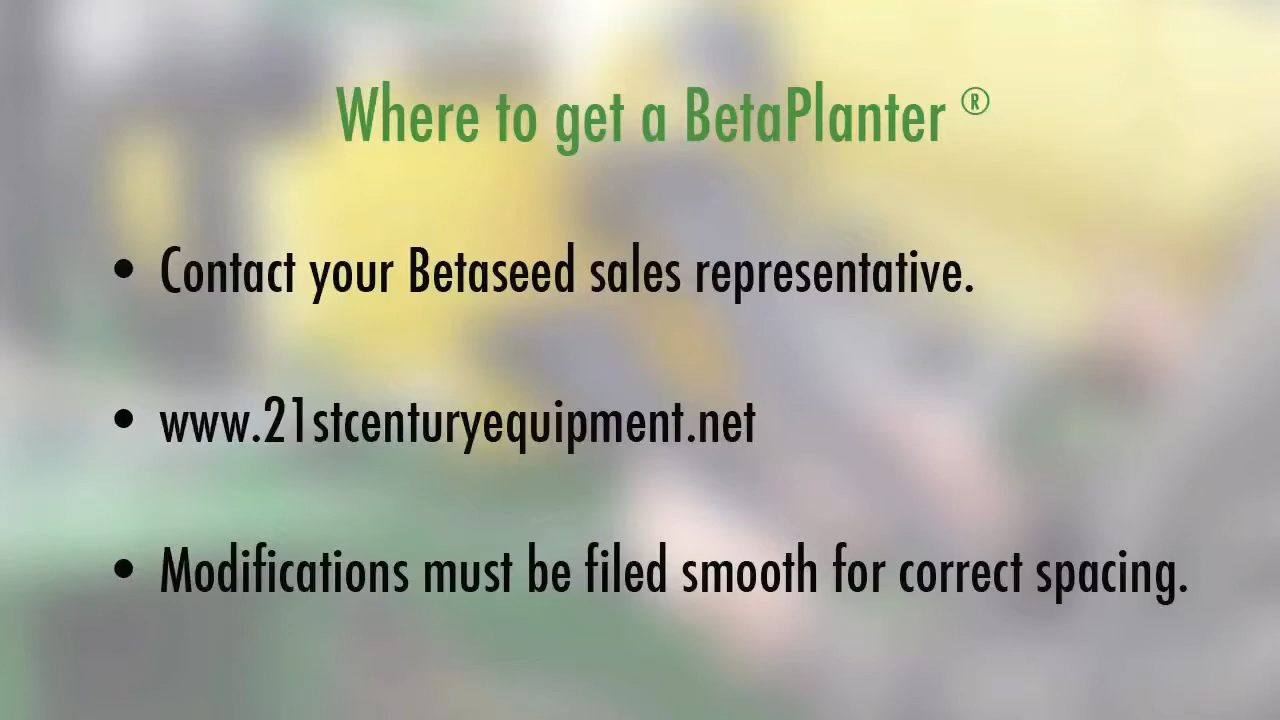 Where to get a BetaPlanter ®
• Contact your Betaseed sales representative.
• www.21stcenturyequipment.net
• Modifications must be filed smooth for correct spacing.